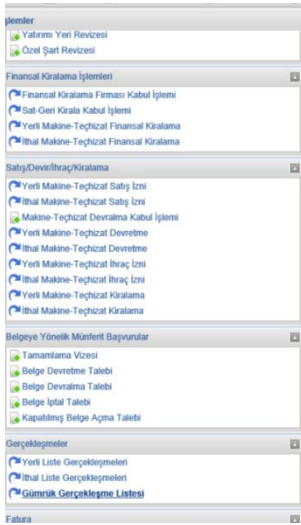 İşlemler
Yatırım Yeri Revizesi
Özel Şart Revizesi
Finansal Kiralama İşlemleri
Finansal Kiralama Firması Kabul İşlemi
Sat-Geri Kirala Kabul İşlemi
Yerli Makine-Teçhizat Finansal Kiralama
İthal Makine-Teçhizat Finansal Kiralama
Satış/Devir/İhraç/Kiralama
Yerli Makine-Teçhizat Satış İzni
İthal Makine-Teçhizat Satış İzni
Makine-Teçhizat Devralma Kabul İşlemi
Yerli Makine-Teçhizat Devretme
İthal Makine-Teçhizat Devretme
Yerli Makine-Teçhizat İhraç İzni
İthal Makine-Teçhizat İhraç İzni
Yerli Makine-Teçhizat Kiralama
İthal Makine-Teçhizat Kiralama
Belgeye Yönelik Münferit Başvurular
Tamamlama Vizesi
Belge Devretme Talebi
Belge Devralma Talebi
Belge İptal Talebi
Kapatılmış Belge Açma Talebi
Gerçekleşmeler
Yerli Liste Gerçekleşmeleri
İthal Liste Gerçekleşmeleri
Gümrük Gerçekleşme Listesi
Fatura